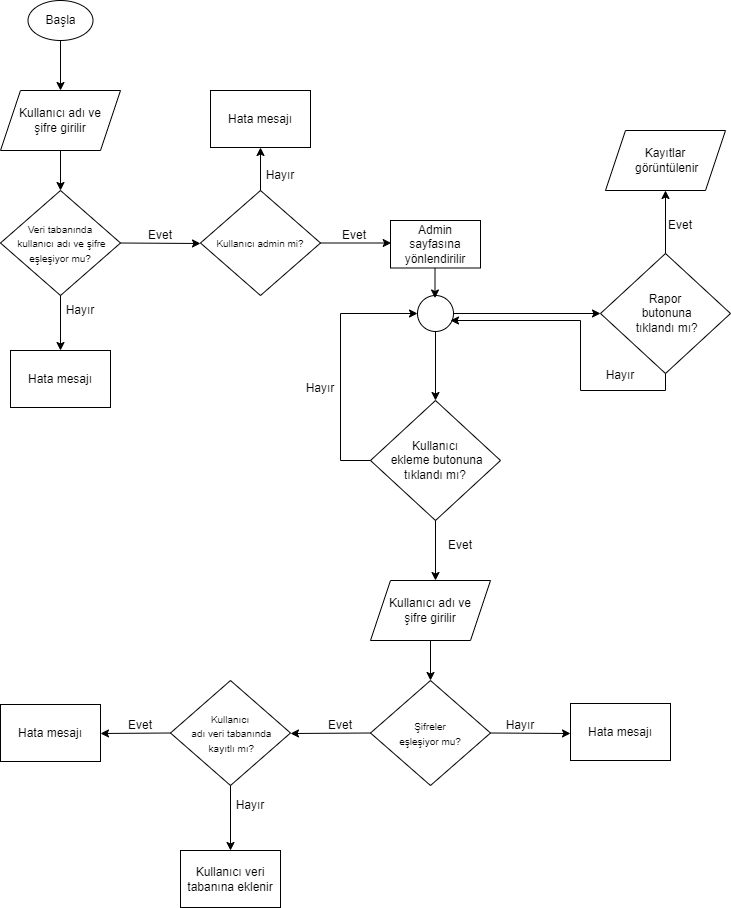 Başla
Kullanıcı adı ve
şifre girilir
Hata mesajı
Hayır
Kayıtlar
görüntülenir
Veri tabanında
kullanıcı adı ve şifre
eşleşiyor mu?
Evet
Kullanıcı admin mi?
Evet
Admin
sayfasına
yönlendirilir
Evet
Hayır
Hata mesajı
Rapor
butonuna
tıklandı mı?
Hayır
Hayır
Kullanıcı
ekleme butonuna
tıklandı mı?
Evet
Kullanıcı adı ve
şifre girilir
Hata mesajı
Evet
Kullanıcı
adı veri tabanında
kayıtlı mı?
Evet
Şifreler
eşleşiyor mu?
Hayır
Hata mesajı
Hayır
Kullanıcı veri
tabanına eklenir